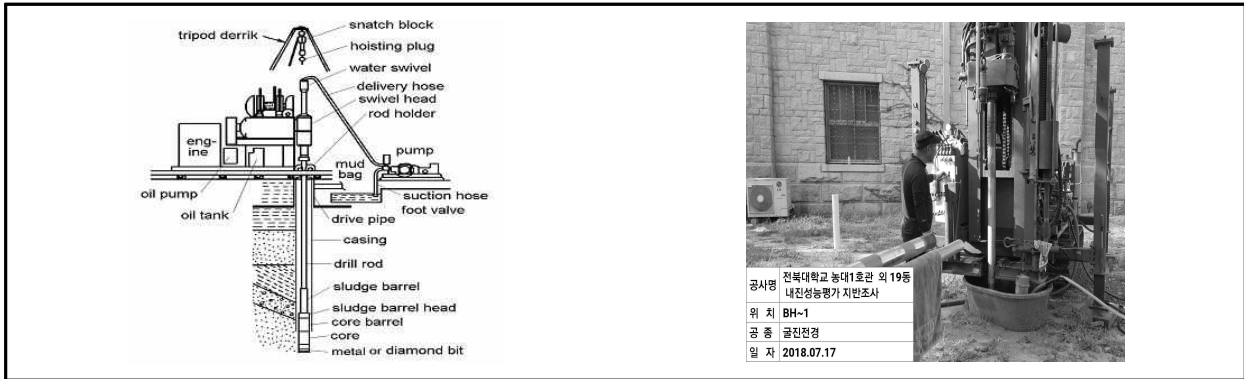 snatch block
tripod derrik
hoisting plug
water swivel
delivery hose
swivel head
rod holder
eng-
ine
pump
mud
bag
oil pump
suction hose
oil tank
foot valve
drive pipe
casing
drill rod
sludge barrel
sludge barrel head
core barrel
core
metal or diamond bit
공사명 전북대학교 농대1호관 외 19동
내진성능평가 지반조사
위 치 BH~1
공 종 굴진전경
일 자 2018.07.17